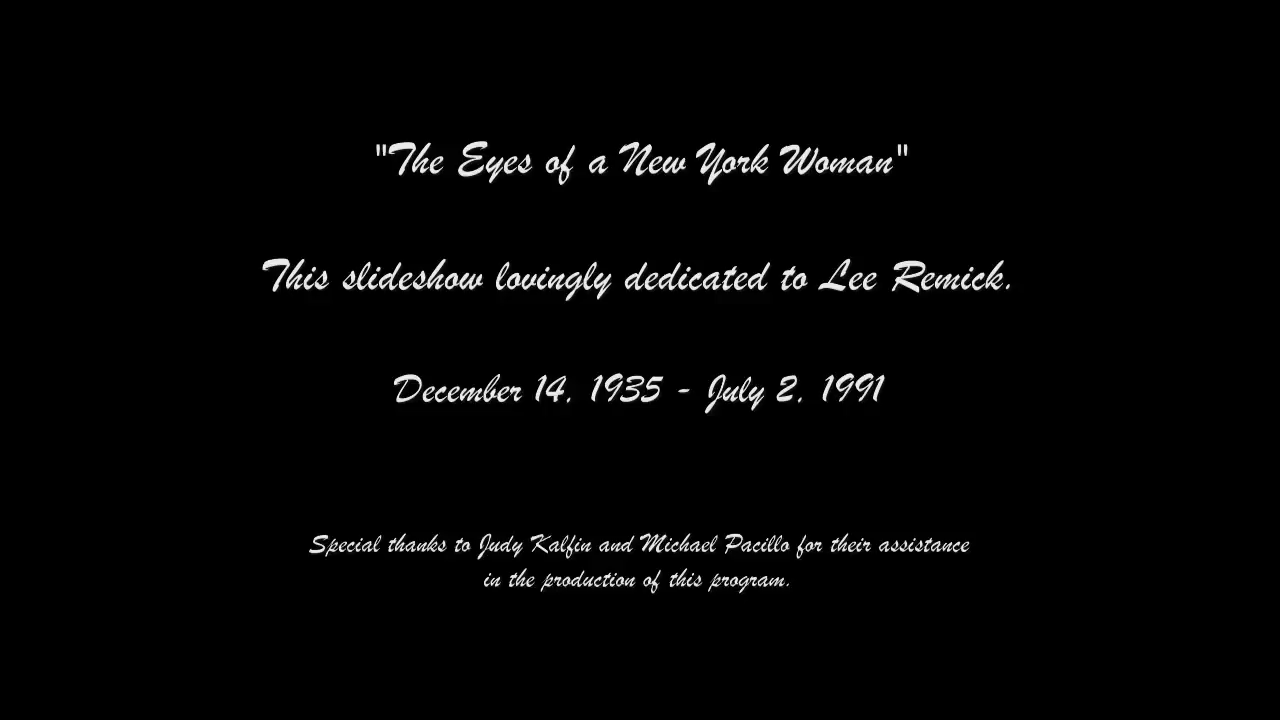 "The Eyes of a New York Woman"
This slideshow lovingly dedicated to Lee Remick.
December 14, 1935 - July 2, 1991
Special thanks to Judy Kalfin and Michael Pacillo for their assistance
in the production of this program.